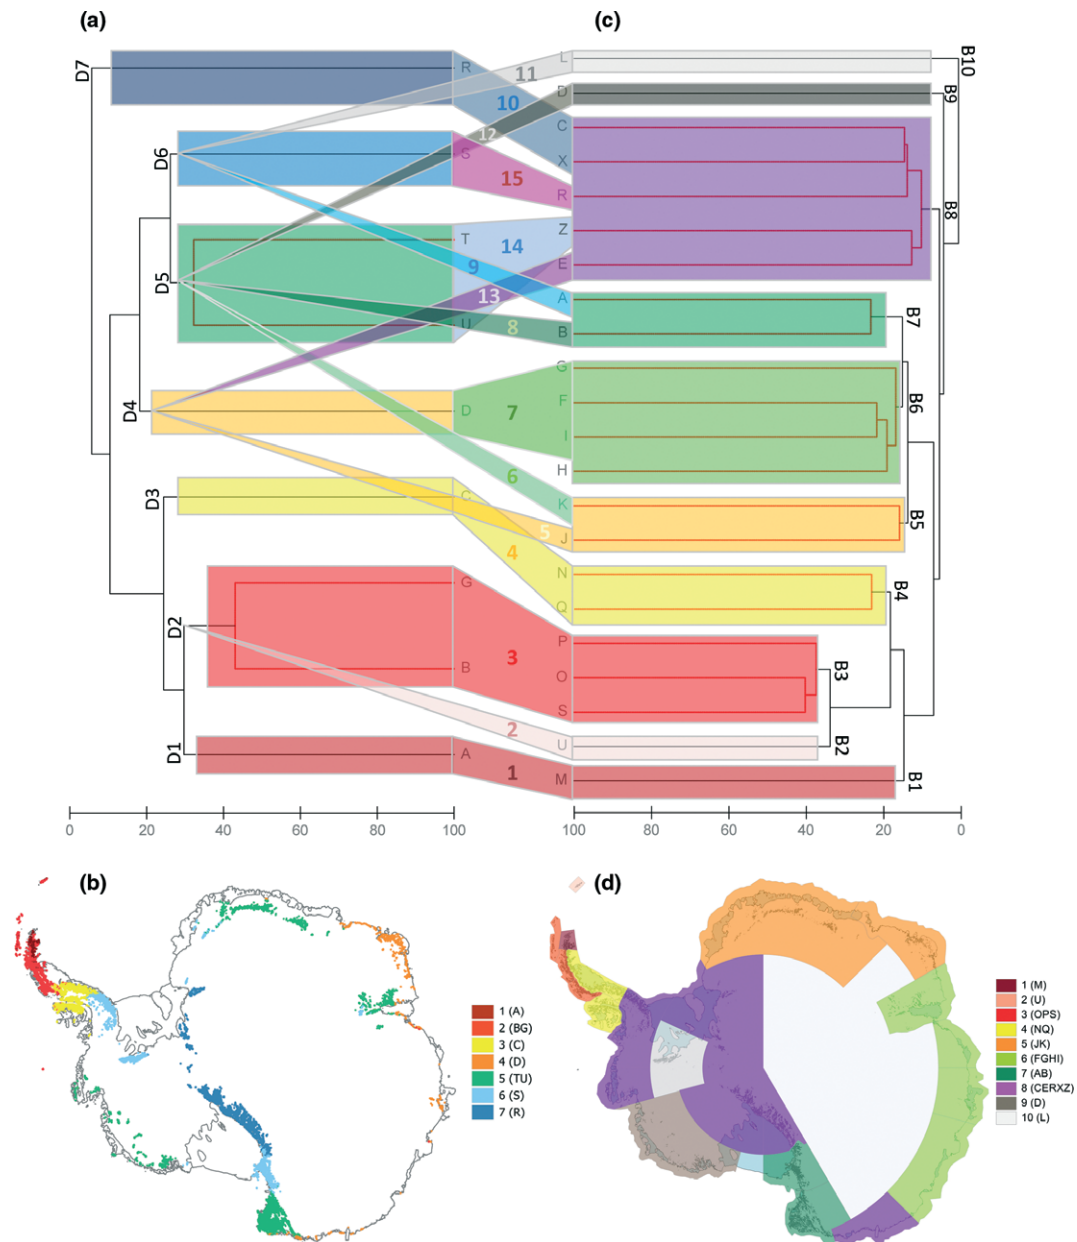 (a)
(c)
D7
R
L
11
B10
10
D
B9
12
C
D6
S
X
15
R
B8
T
14
Z
D5
9
E
13
A
U
8
B
B7
G
F
B6
D4
D
7
I
6
H
D3
C
K
5
J
B5
4
N
B4
Q
G
P
D2
3
O
B3
B
S
2
U
B2
D1
A
1
M
B1
0 20 40 60 80 100
100 80 60 40 20 0
(b)
(d)
1 (A)
2 (BG)
3 (C)
4 (D)
5 (TU)
6 (S)
7 (R)
1 (M)
2 (U)
3 (OPS)
4 (NQ)
5 (JK)
6 (FGHI)
7 (AB)
8 (CERXZ)
9 (D)
10 (L)